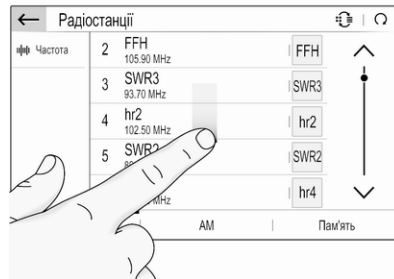 Радіостанції
Частота
2 FFH FFH
105.90 MHz
3 SWR3 SWR3
93.70 MHz
4 hr2 hr2
102.50 MHz
5 SWR2 SWR2
hr4
MHz
AM Пам'ять